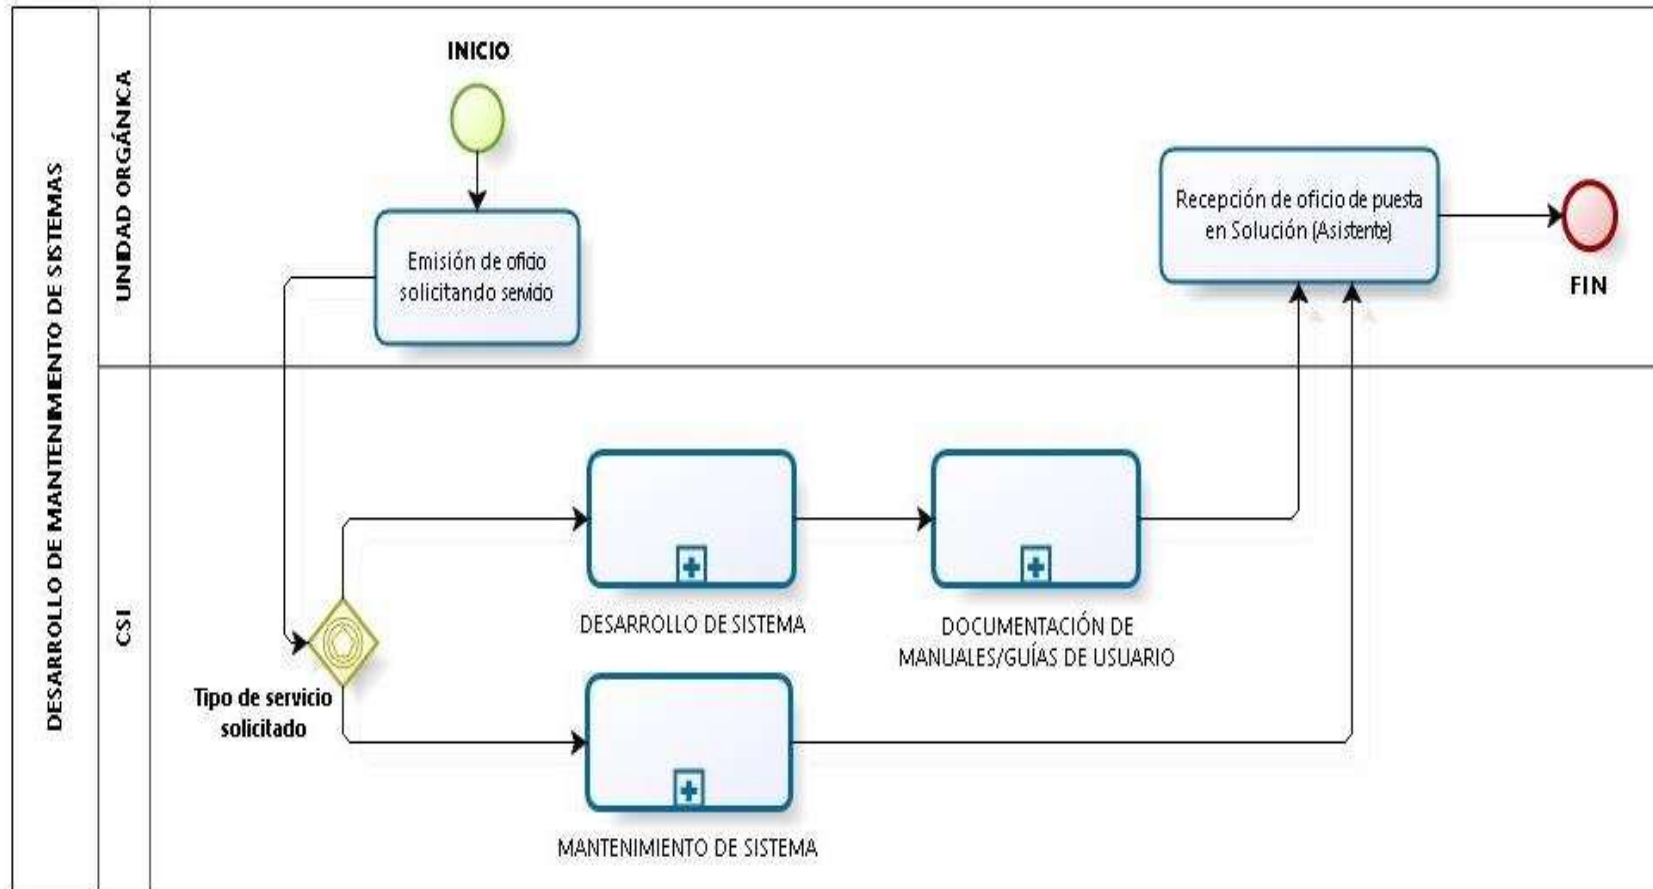 DESARROLLO DE MANTENIMIENTO DE SISTEMAS
UNIDAD ORGÁNICA
INICIO
Emisión de oficio
solicitando servicio
Recepción de oficio de puesta
en Solución (Asistente)
FIN
CSI
Tipo de servicio
solicitado
DESARROLLO DE SISTEMA
DOCUMENTACIÓN DE
MANUALES/GUÍAS DE USUARIO
MANTENIMIENTO DE SISTEMA